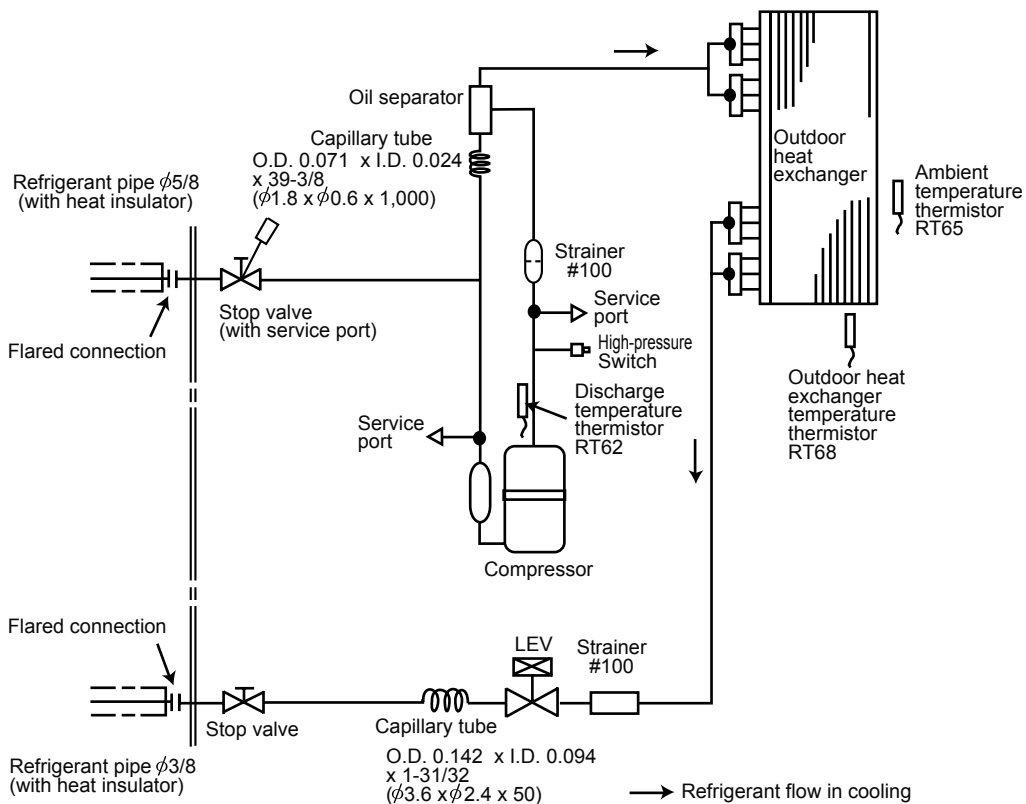 Oil separator
Capillary tube
O.D. 0.071 x I.D. 0.024
x 39-3/8
(ϕ1.8 x ϕ0.6 x 1,000)
Refrigerant pipe ϕ5/8
(with heat insulator)
Outdoor
heat
exchanger
Ambient
temperature
thermistor
RT65
Strainer
#100
Service
port
Stop valve
(with service port)
Flared connection
High-pressure
Switch
Outdoor heat
exchanger
temperature
thermistor
RT68
Discharge
temperature
thermistor
RT62
Service
port
Compressor
Flared connection
LEV
Strainer
#100
Stop valve
Capillary tube
O.D. 0.142 x I.D. 0.094
x 1-31/32
(ϕ3.6 x ϕ2.4 x 50)
Refrigerant pipe ϕ3/8
(with heat insulator)
Refrigerant flow in cooling